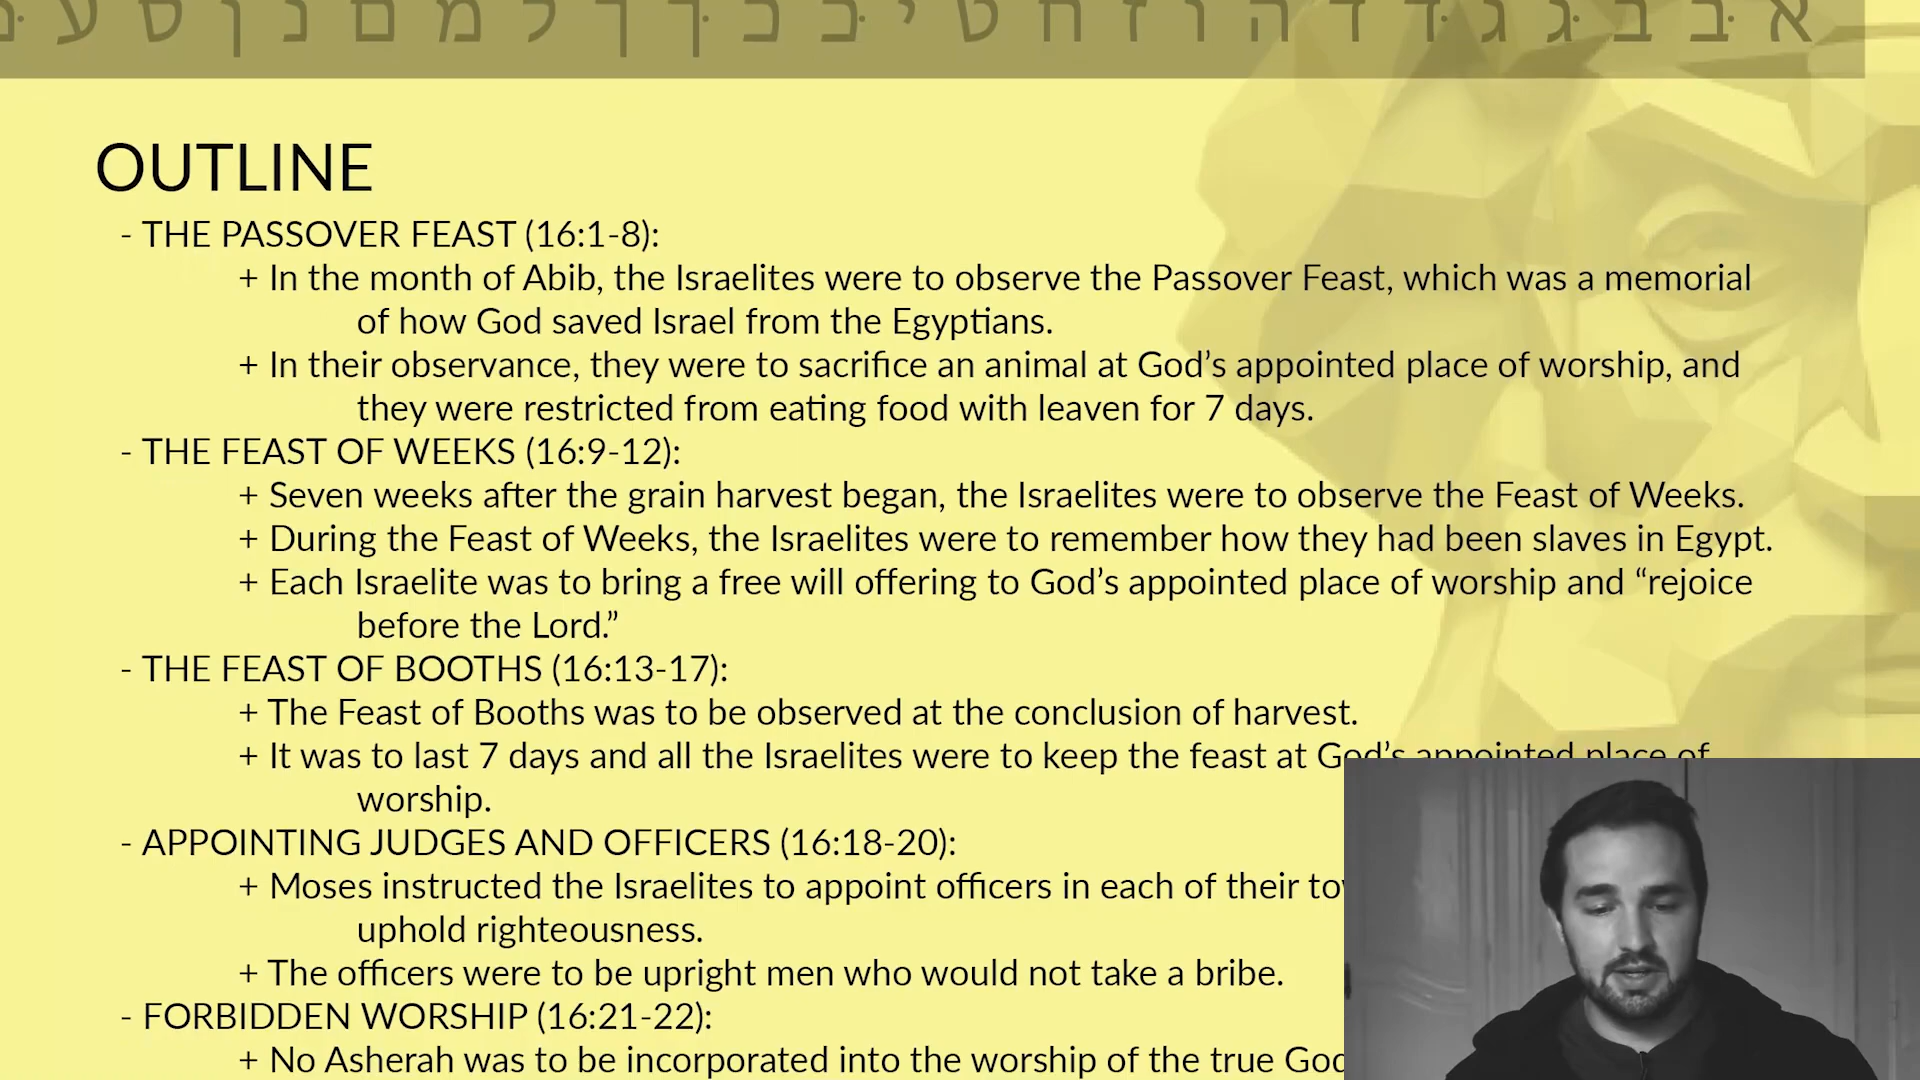 א בּ ב גּ ג דּ ד ה ו ז ח ט י כּ כ ךּ ך ל מ ם נ ן ס ע
OUTLINE
- THE PASSOVER FEAST (16:1-8):
+ In the month of Abib, the Israelites were to observe the Passover Feast, which was a memorial
of how God saved Israel from the Egyptians.
+ In their observance, they were to sacrifice an animal at God’s appointed place of worship, and
they were restricted from eating food with leaven for 7 days.
- THE FEAST OF WEEKS (16:9-12):
+ Seven weeks after the grain harvest began, the Israelites were to observe the Feast of Weeks.
+ During the Feast of Weeks, the Israelites were to remember how they had been slaves in Egypt.
+ Each Israelite was to bring a free will offering to God’s appointed place of worship and “rejoice
before the Lord.”
- THE FEAST OF BOOTHS (16:13-17):
+ The Feast of Booths was to be observed at the conclusion of harvest.
+ It was to last 7 days and all the Israelites were to keep the feast at God’s appointed place of
worship.
- APPOINTING JUDGES AND OFFICERS (16:18-20):
+ Moses instructed the Israelites to appoint officers in each of their
uphold righteousness.
+ The officers were to be upright men who would not take a bribe.
- FORBIDDEN WORSHIP (16:21-22):
+ No Asherah was to be incorporated into the worship of the true God